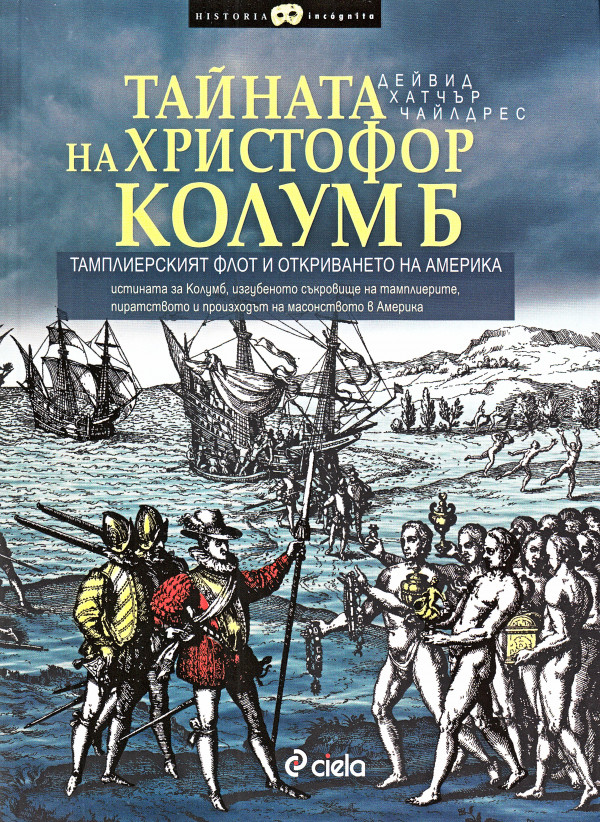 HISTORIA incógnita
ДЕЙВИД
ХАТЧЪР
ЧАЙЛДРЕС
ТАЙНАТА
НА ХРИСТОФОР
КОЛУМБ
ТАМПЛИЕРСКИЯТ ФЛОТ И ОТКРИВАНЕТО НА АМЕРИКА
истината за Колумб, изгубеното съкровище на тамплиерите,
пиратството и произходът на масонството в Америка
ciela